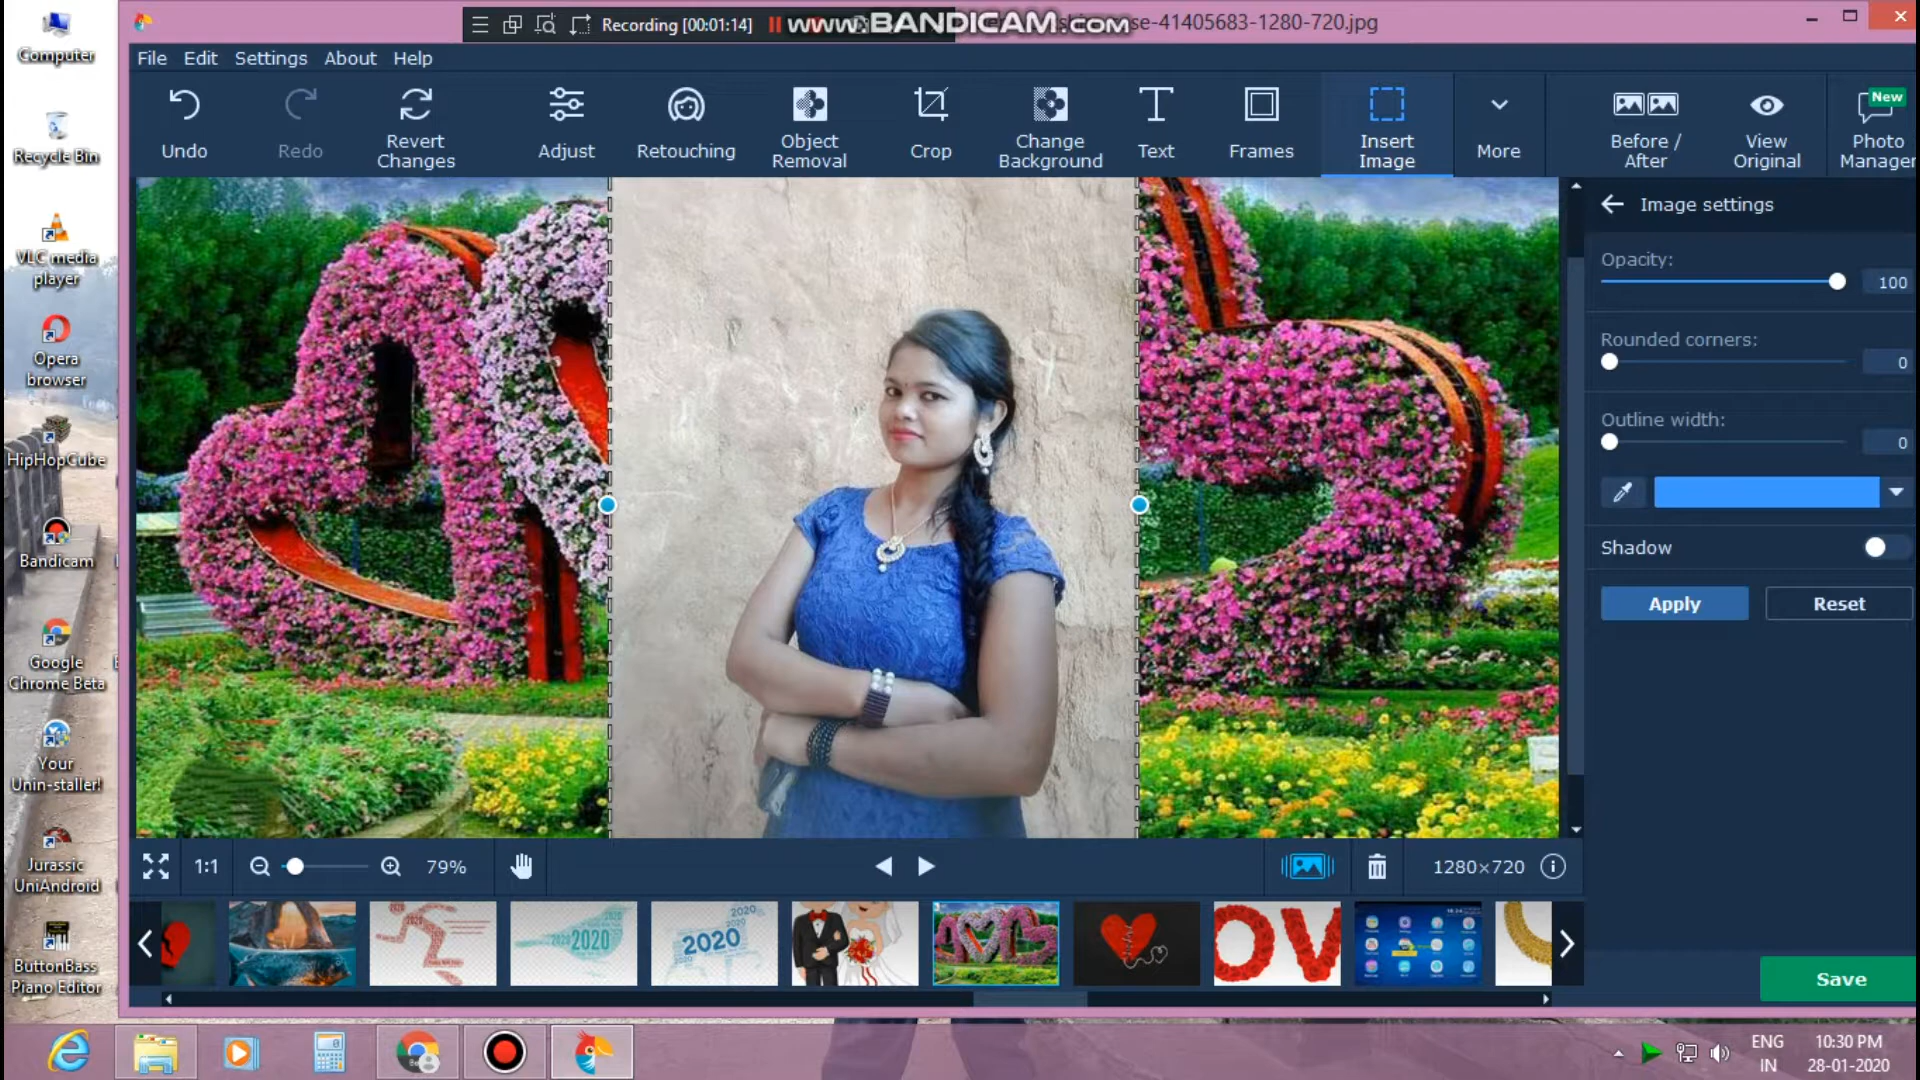 Recording [00:01:14]
www.BANDICAM.com
se-41405683-1280-720.jpg
File Edit Settings About Help
Undo
Redo
Revert
Changes
Adjust
Retouching
Object
Removal
Crop
Change
Background
Text
Frames
Insert
Image
More
Before /
After
View
Original
New
Photo
Manager
Computer
Recycle Bin
VLC media
player
Opera
browser
HipHopCube
Bandicam
Google
Chrome Beta
Your
Unin-staller!
Jurassic
UniAndroid
ButtonBass
Piano Editor
Image settings
Opacity:
100
Rounded corners:
0
Outline width:
0
Shadow
Apply
Reset
1:1
79%
1280×720
2020
2020
2020
2020
OV
Save
ENG
IN
10:30 PM
28-01-2020